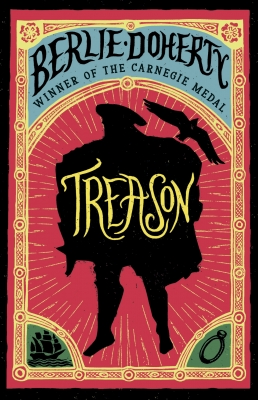 BERLIE·DOHERTY
WINNER OF THE CARNEGIE MEDAL
TREASON